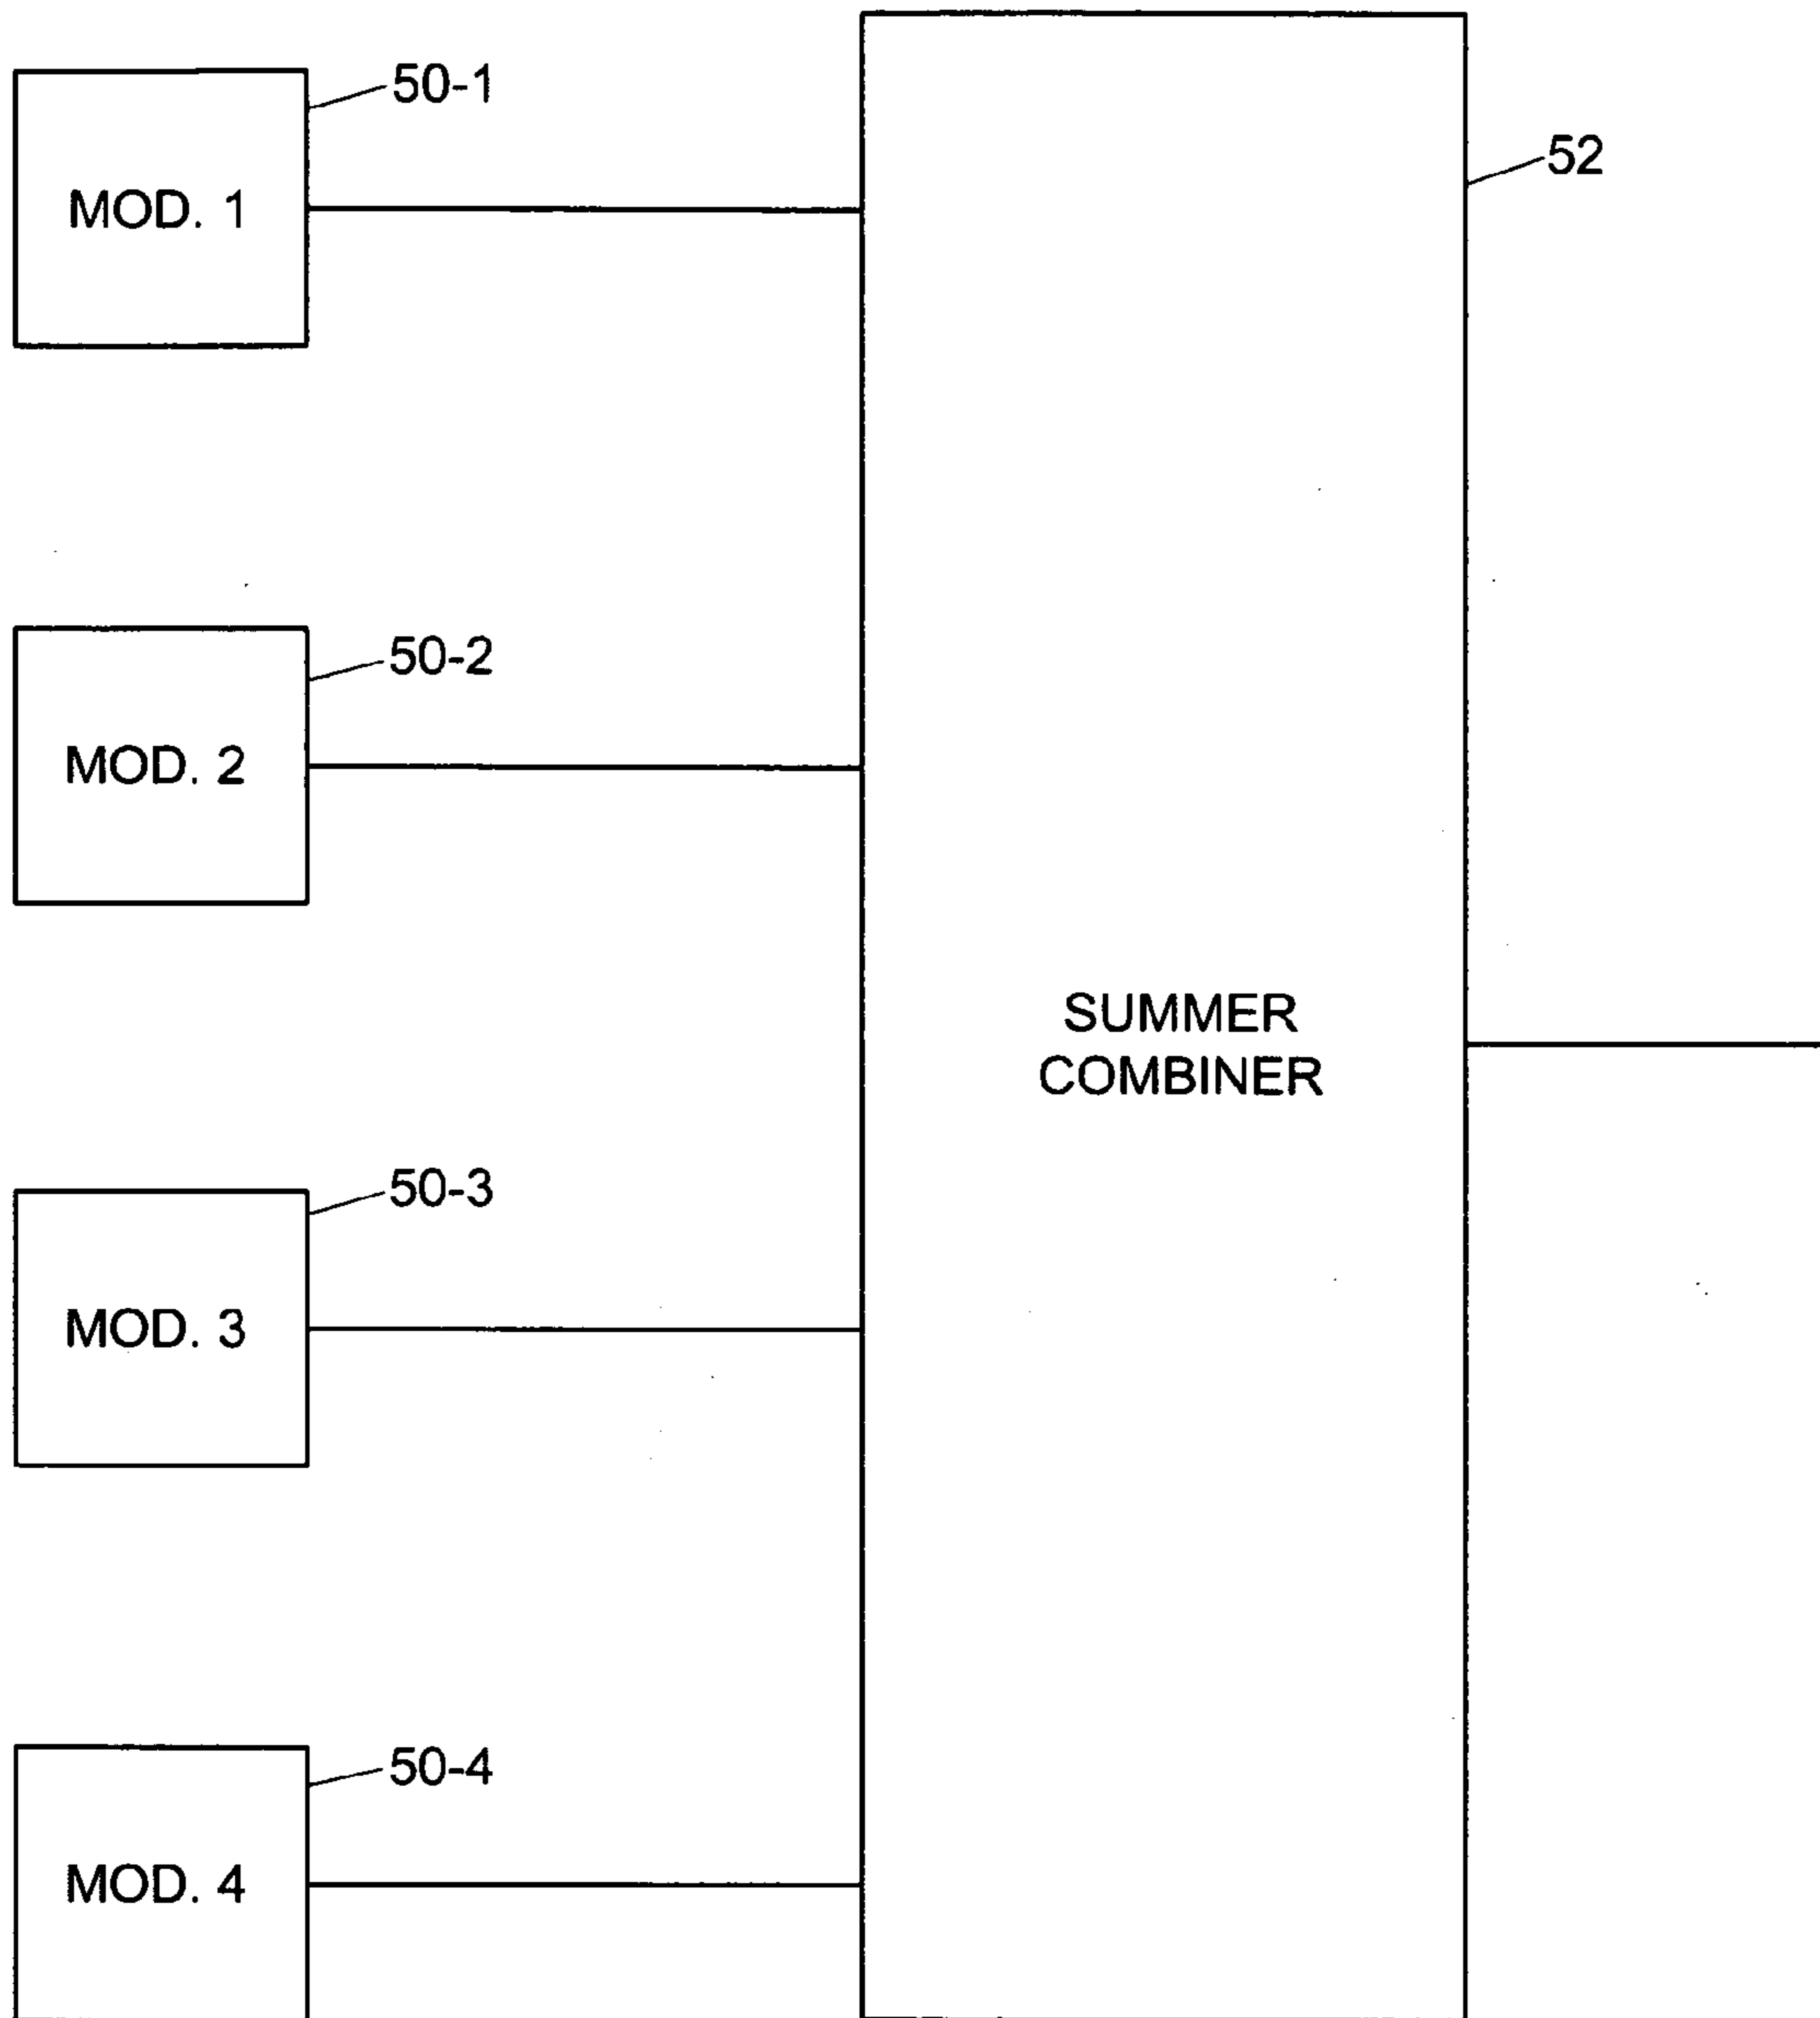 50-1
MOD. 1
52
50-2
MOD. 2
SUMMER
COMBINER
50-3
MOD. 3
50-4
MOD. 4